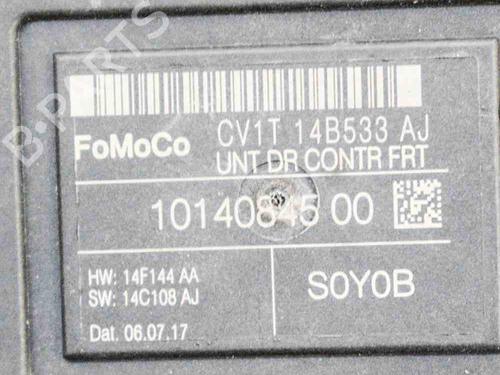 B-PARTS
FoMoCo
CV1T 14B533 AJ
UNT DR CONTR FRT
10140845 00
HW: 14F144 AA
SW: 14C108 AJ
S0Y0B
Dat. 06.07.17